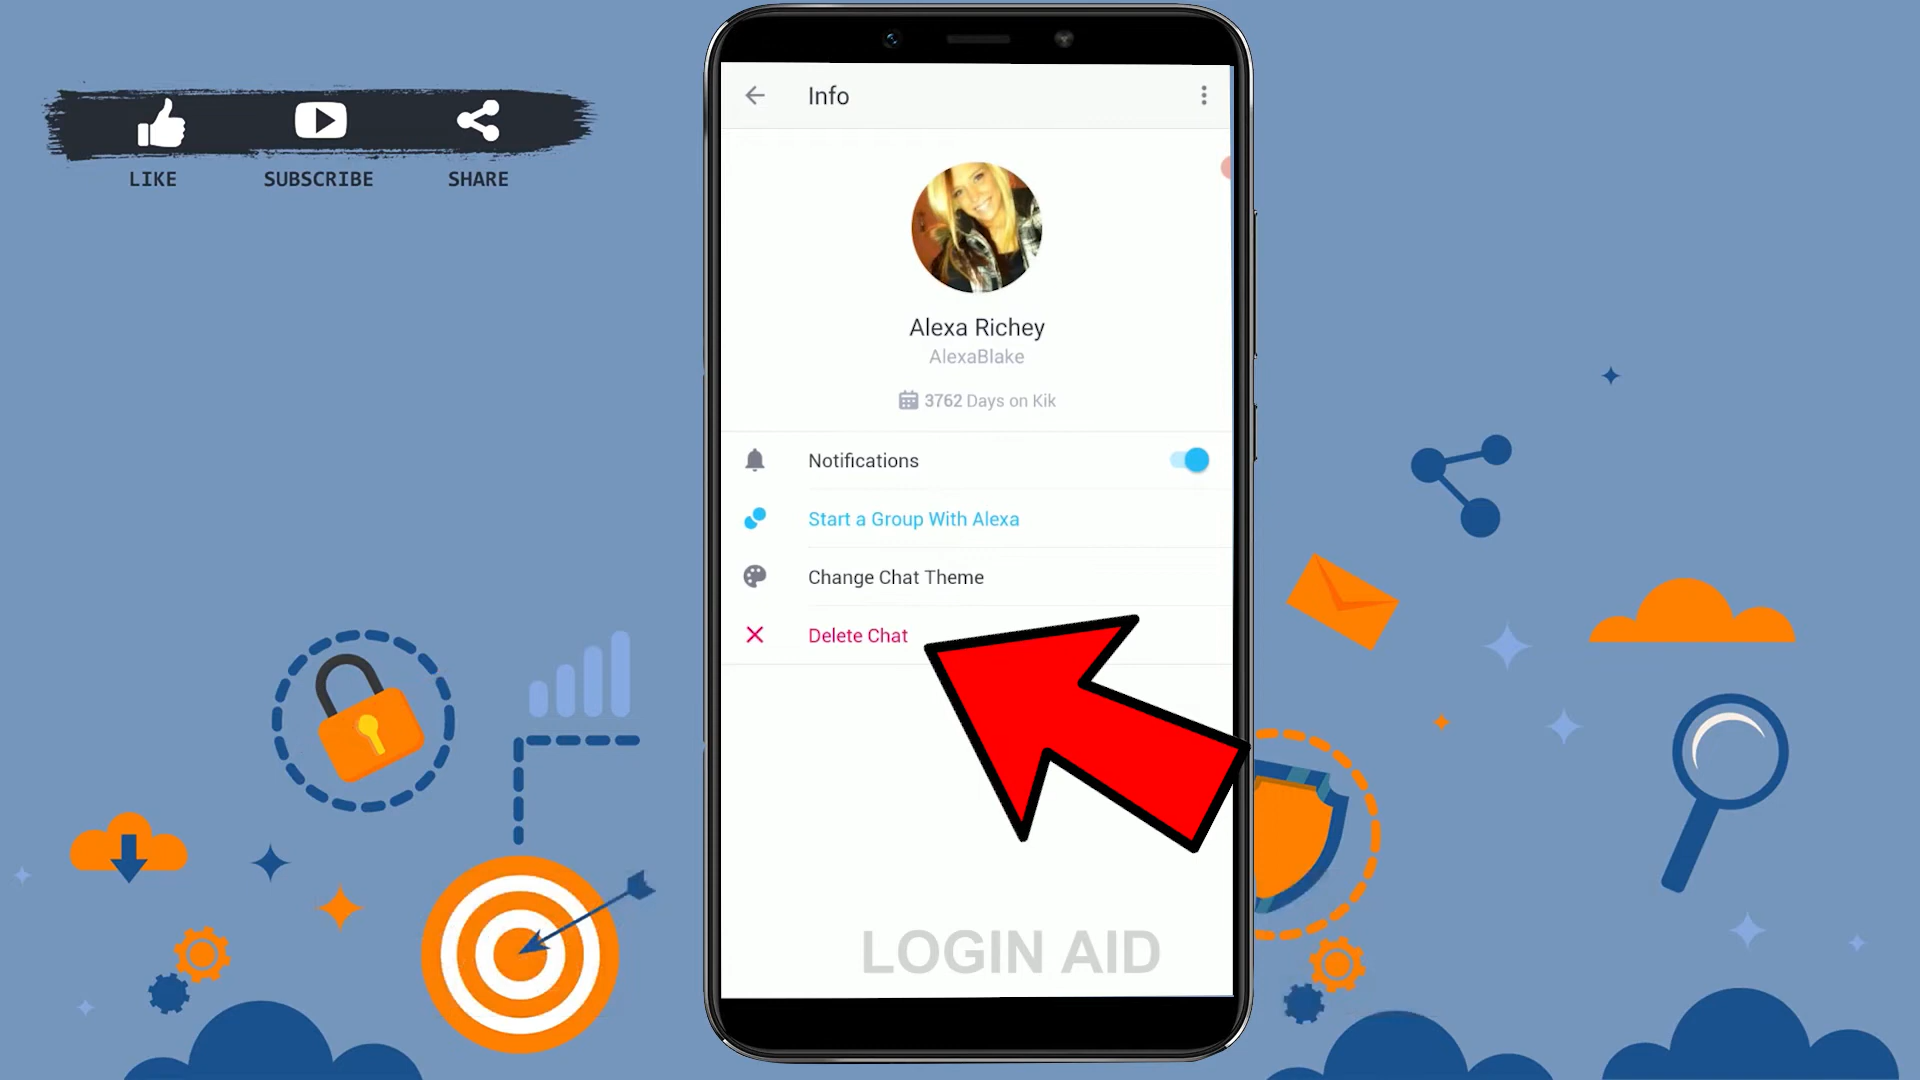 LIKE SUBSCRIBE SHARE
Info
Alexa Richey
AlexaBlake
3762 Days on Kik
Notifications
Start a Group With Alexa
Change Chat Theme
Delete Chat
LOGIN AID